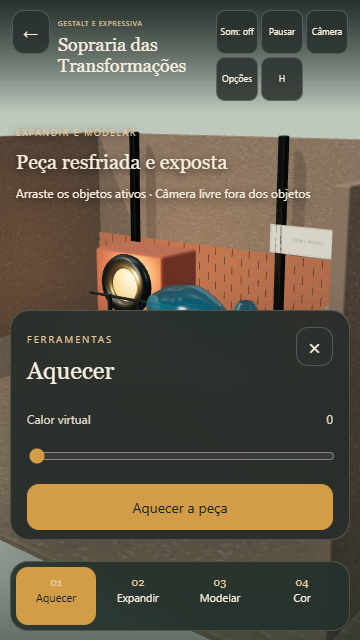 ←
GESTALT E EXPRESSIVA
Sopraria das
Transformações
Som: off
Pausar
Câmera
Opções
H
EXPANDIR E MODELAR
Peça resfriada e exposta
Arraste os objetos ativos · Câmera livre fora dos objetos
FERRAMENTAS
×
Aquecer
Calor virtual
0
Aquecer a peça
01
Aquecer
02
Expandir
03
Modelar
04
Cor